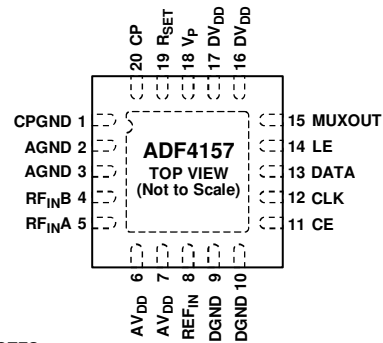 20 CP
19 RSET
18 VP
17 DVDD
16 DVDD
CPGND 1
AGND 2
AGND 3
RFINB 4
RFINA 5
ADF4157
TOP VIEW
(Not to Scale)
15 MUXOUT
14 LE
13 DATA
12 CLK
11 CE
AVDD 6
AVDD 7
REFIN 8
DGND 9
DGND 10